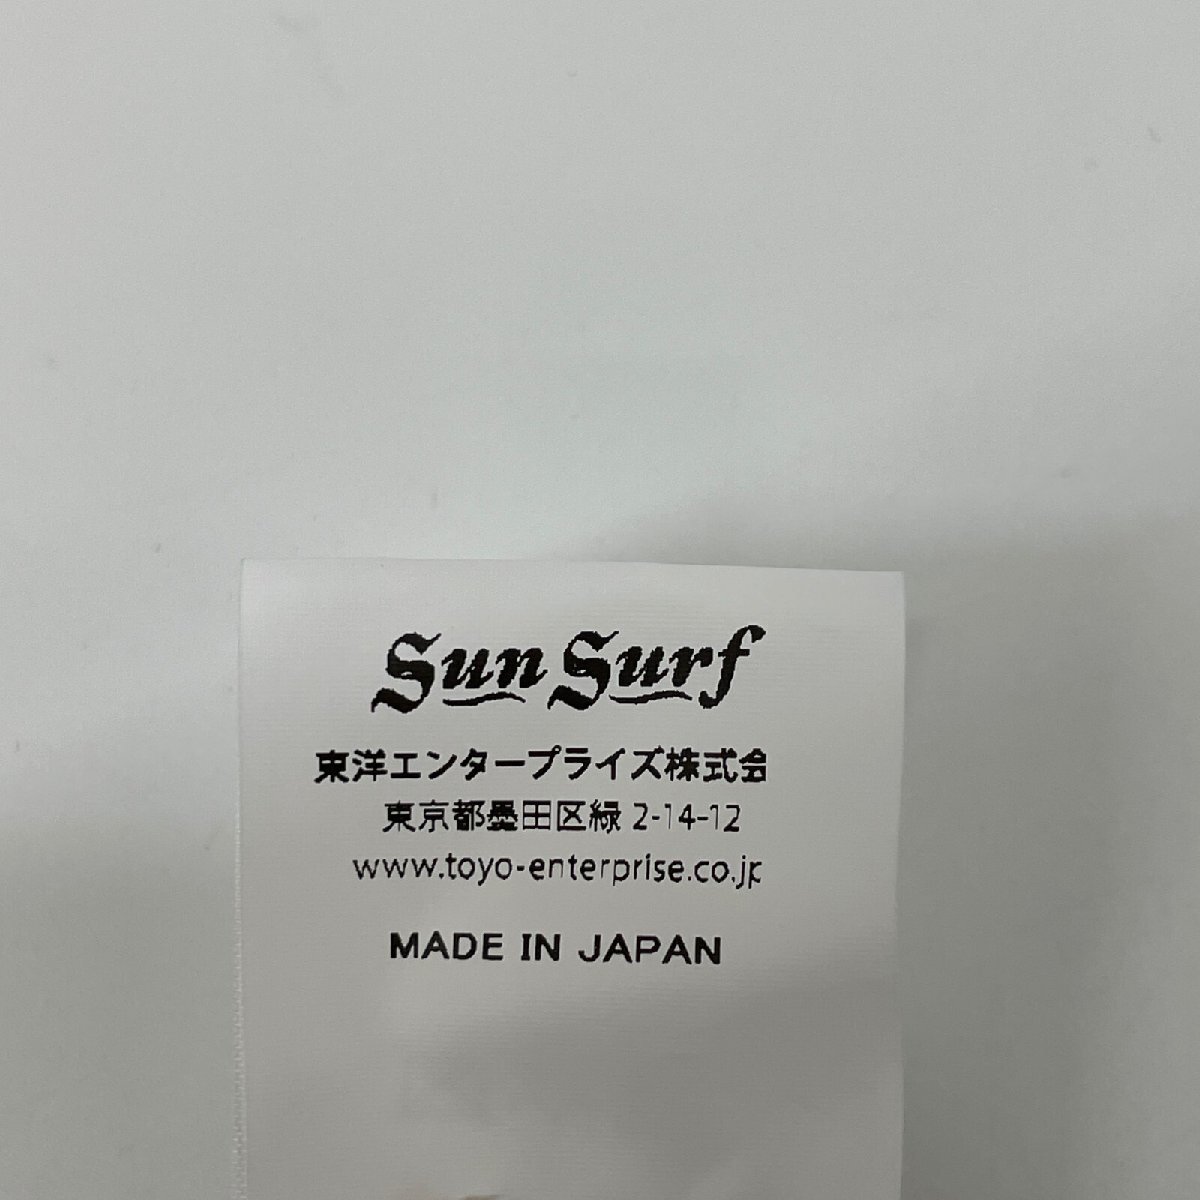 Sun Surf
東洋エンタープライズ株式会
東京都墨田区緑 2-14-12
www.toyo-enterprise.co.jp
MADE IN JAPAN